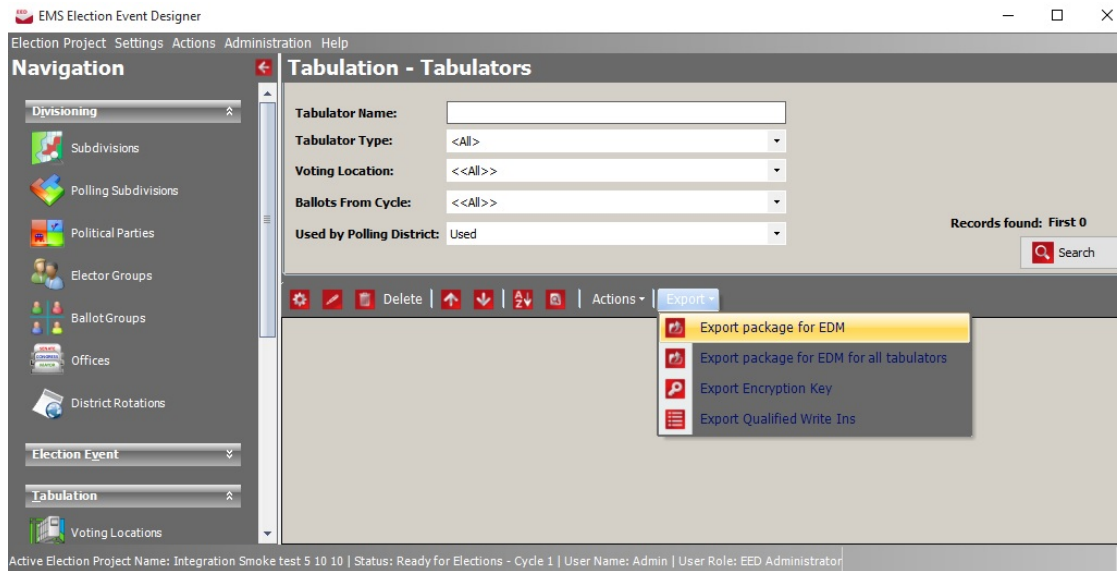 EMS Election Event Designer
Election Project Settings Actions Administration Help
Navigation
Divisioning
Subdivisions
Polling Subdivisions
Political Parties
Elector Groups
Ballot Groups
Offices
District Rotations
Election Event
Tabulation
Voting Locations
Tabulation - Tabulators
Tabulator Name:
Tabulator Type: <All>
Voting Location: <<All>>
Ballots From Cycle: <<All>>
Used by Polling District: Used
Records found: First 0
Search
Delete Actions Export
Export package for EDM
Export package for EDM for all tabulators
Export Encryption Key
Export Qualified Write Ins
Active Election Project Name: Integration Smoke test 5 10 10 | Status: Ready for Elections - Cycle 1 | User Name: Admin | User Role: EED Administrator